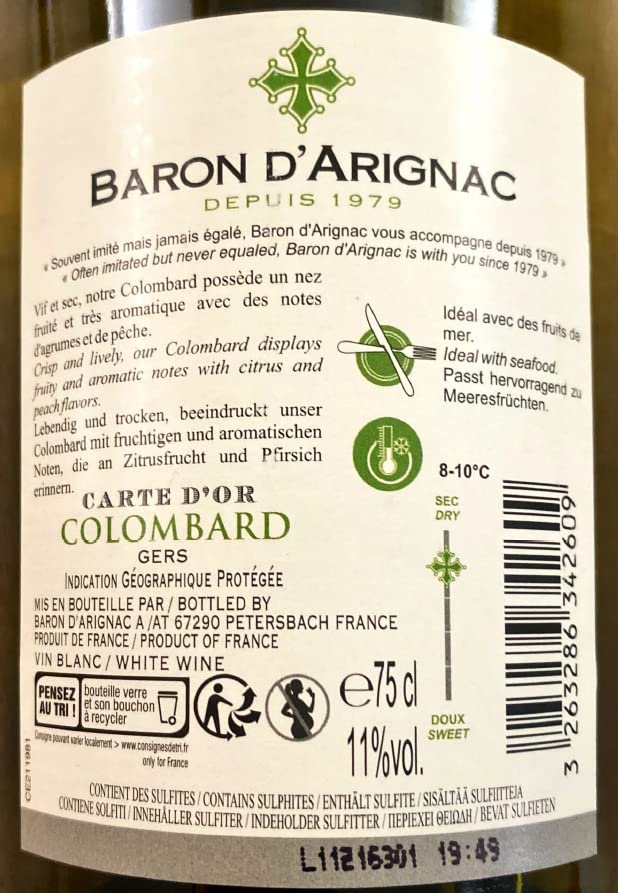 BARON D'ARIGNAC
DEPUIS 1979
« Souvent imité mais jamais égalé, Baron d'Arignac vous accompagne depuis 1979 »
« Often imitated but never equaled, Baron d'Arignac is with you since 1979 »
Vif et sec, notre Colombard possède un nez
fruité et très aromatique avec des notes
d'agrumes et de pêche.
Crisp and lively, our Colombard displays
fruity and aromatic notes with citrus and
peach flavors.
Lebendig und trocken, beeindruckt unser
Colombard mit fruchtigen und aromatischen
Noten, die an Zitrusfrucht und Pfirsich
erinnern.
Idéal avec des fruits de
mer.
Ideal with seafood.
Passt hervorragend zu
Meeresfrüchten.
8-10°C
SEC
DRY
DOUX
SWEET
CARTE D'OR
COLOMBARD
GERS
INDICATION GÉOGRAPHIQUE PROTÉGÉE
MIS EN BOUTEILLE PAR / BOTTLED BY
BARON D'ARIGNAC A /AT 67290 PETERSBACH FRANCE
PRODUIT DE FRANCE / PRODUCT OF FRANCE
VIN BLANC / WHITE WINE
PENSEZ
AU TRI !
bouteille verre
et son bouchon
à recycler
Consigne pouvant varier localement > www.consignesdetri.fr
only for France
e75 cl
11%vol.
3 263286 342609
CE211981
CONTIENT DES SULFITES / CONTAINS SULPHITES / ENTHÄLT SULFITE / SISÄLTÄÄ SULFIITTEJA
CONTIENE SOLFITI / INNEHÅLLER SULFITER / INDEHOLDER SULFITTER / ΠΕΡΙΕΧΕΙ ΘΕΙΩΔΗ / BEVAT SULFIETEN
L11216301 19:49